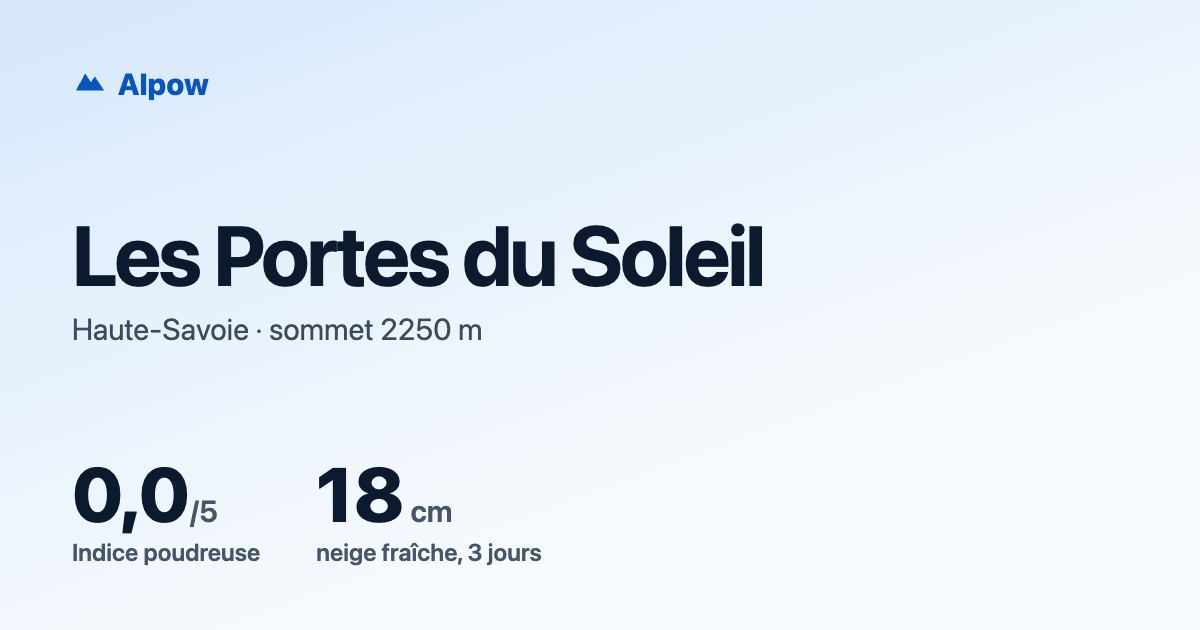 Alpow
Les Portes du Soleil
Haute-Savoie · sommet 2250 m
0,0/5
Indice poudreuse
18 cm
neige fraîche, 3 jours